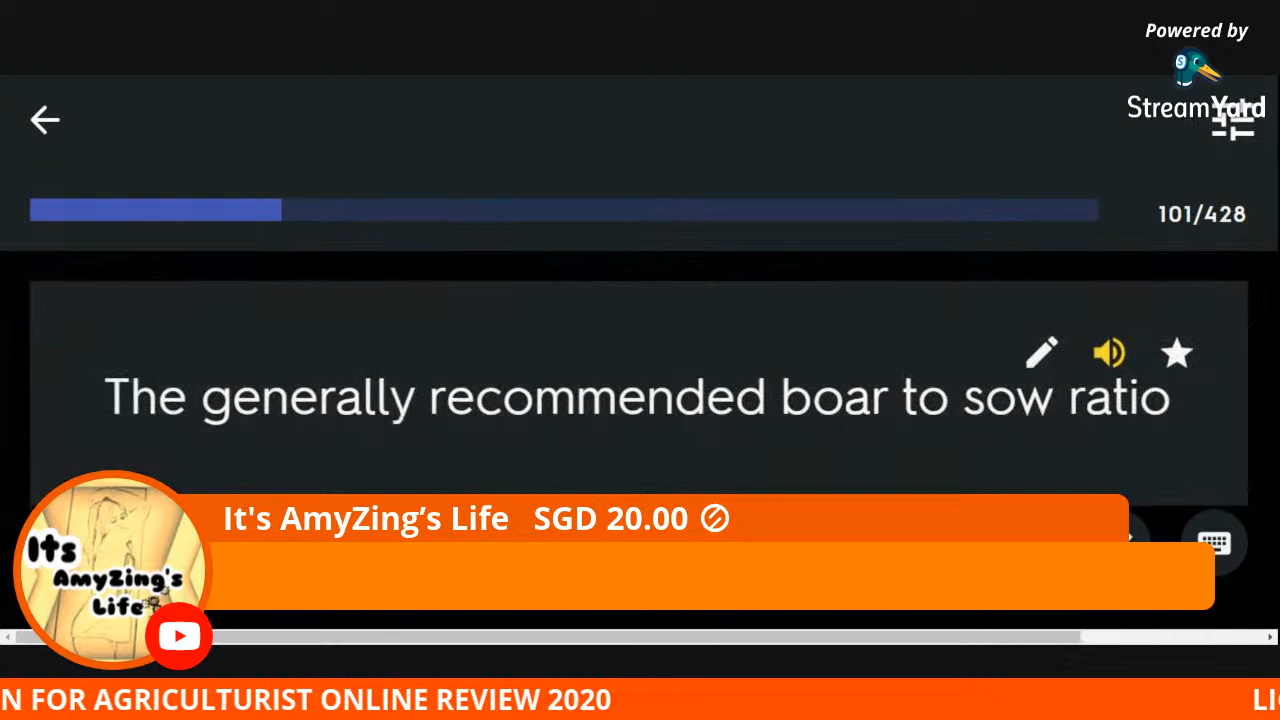 Powered by
StreamYard
101/428
The generally recommended boar to sow ratio
It's AmyZing’s Life SGD 20.00
Its
AmyZing's
Life
N FOR AGRICULTURIST ONLINE REVIEW 2020
LI